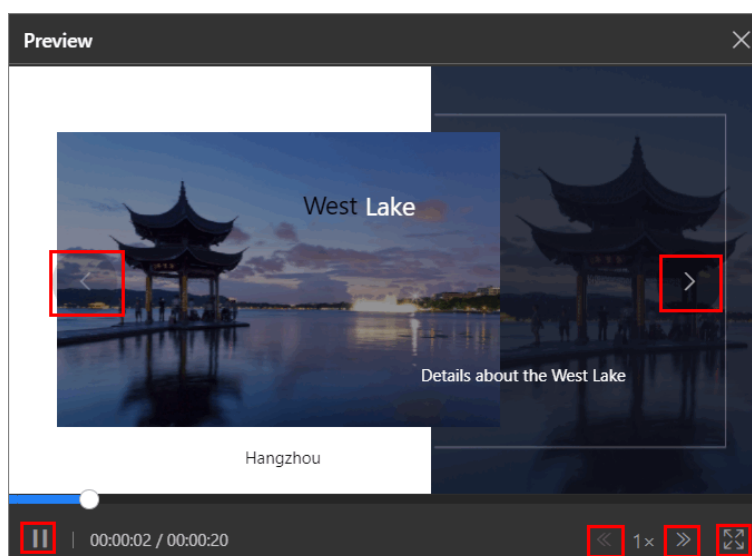 Preview
West Lake
Details about the West Lake
Hangzhou
00:00:02 / 00:00:20
1×